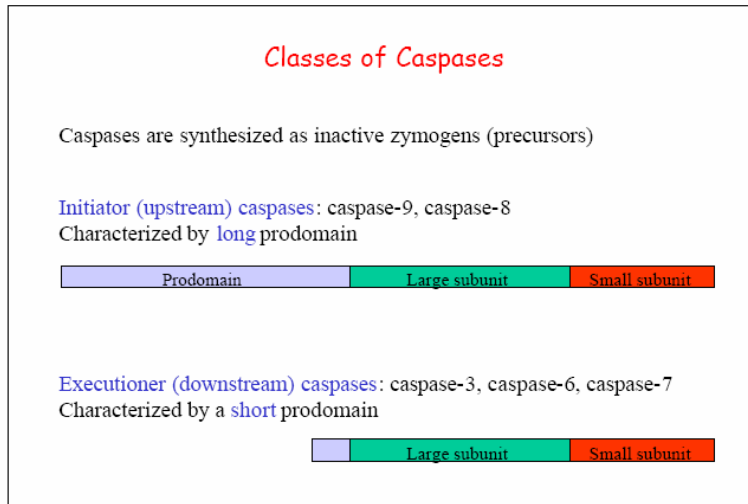 Classes of Caspases
Caspases are synthesized as inactive zymogens (precursors)
Initiator (upstream) caspases: caspase-9, caspase-8
Characterized by long prodomain
Prodomain Large subunit Small subunit
Executioner (downstream) caspases: caspase-3, caspase-6, caspase-7
Characterized by a short prodomain
Large subunit Small subunit